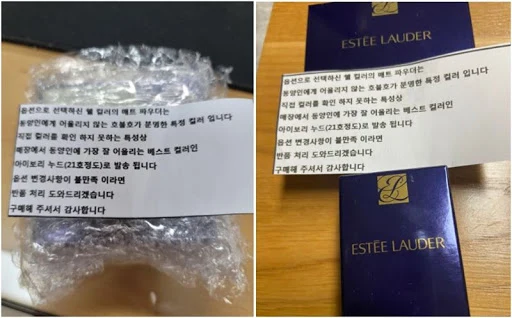 옵션으로 선택하신 쉘 컬러의 매트 파우더는
동양인에게 어울리지 않는 호불호가 분명한 특정 컬러 입니다
직접 컬러를 확인 하지 못하는 특성상
매장에서 동양인에 가장 잘 어울리는 베스트 컬러인
아이보리 누드(21호정도)로 발송 됩니다
옵션 변경사항이 불만족 이라면
반품 처리 도와드리겠습니다
구매해 주셔서 감사합니다
ESTĒE LAUDER
옵션으로 선택하신 쉘 컬러의 매트 파우더는
동양인에게 어울리지 않는 호불호가 분명한 특정 컬러 입니다
직접 컬러를 확인 하지 못하는 특성상
매장에서 동양인에 가장 잘 어울리는 베스트 컬러인
아이보리 누드(21호정도)로 발송 됩니다
옵션 변경사항이 불만족 이라면
반품 처리 도와드리겠습니다
구매해 주셔서 감사합니다
ESTĒE LAUDER